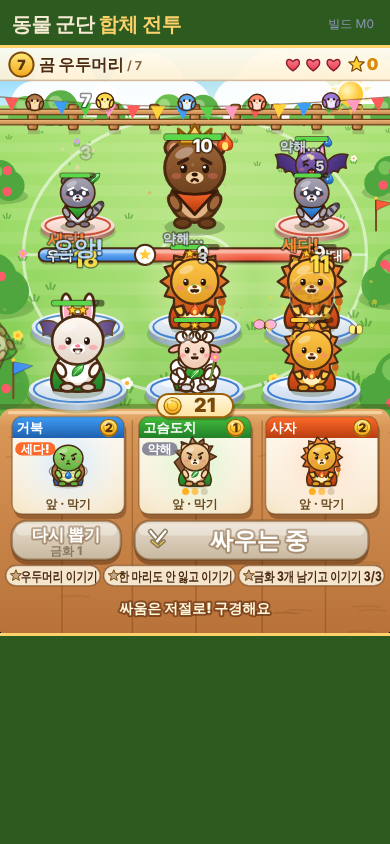 동물 군단 합체 전투
빌드 M0
7 곰 우두머리 / 7
0
7
3
10
약해...
5
세다!
우앙!
18
약해...
3
세다!
11
21
거북 2
고슴도치 1
사자 2
세다!
약해
앞 · 막기
앞 · 막기
앞 · 막기
다시 뽑기
금화 1
싸우는 중
우두머리 이기기
한 마리도 안 잃고 이기기
금화 3개 남기고 이기기 3/3
싸움은 저절로! 구경해요